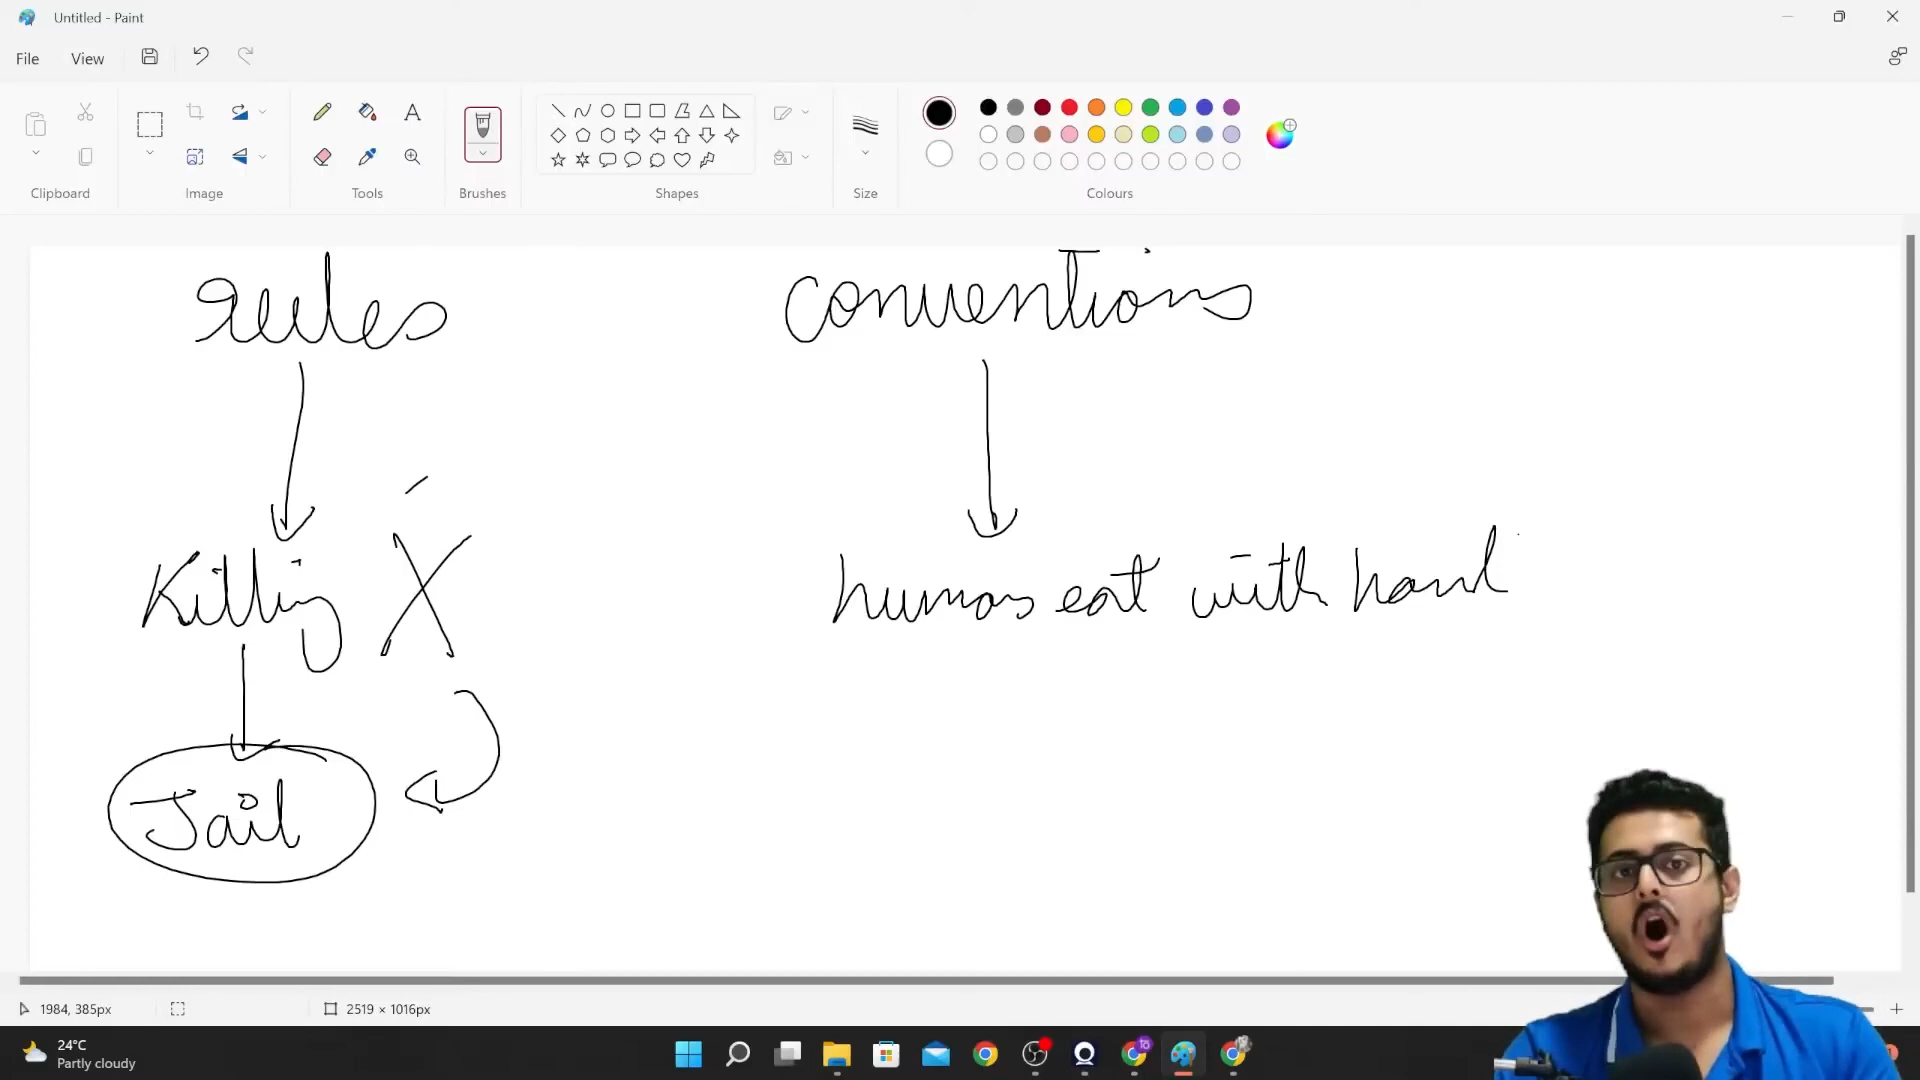 Untitled - Paint
File View
Clipboard Image Tools Brushes Shapes Size Colours
rules conventions
Killing X humans eat with hand
Jail
1984, 385px 2519 × 1016px
24°C
Partly cloudy